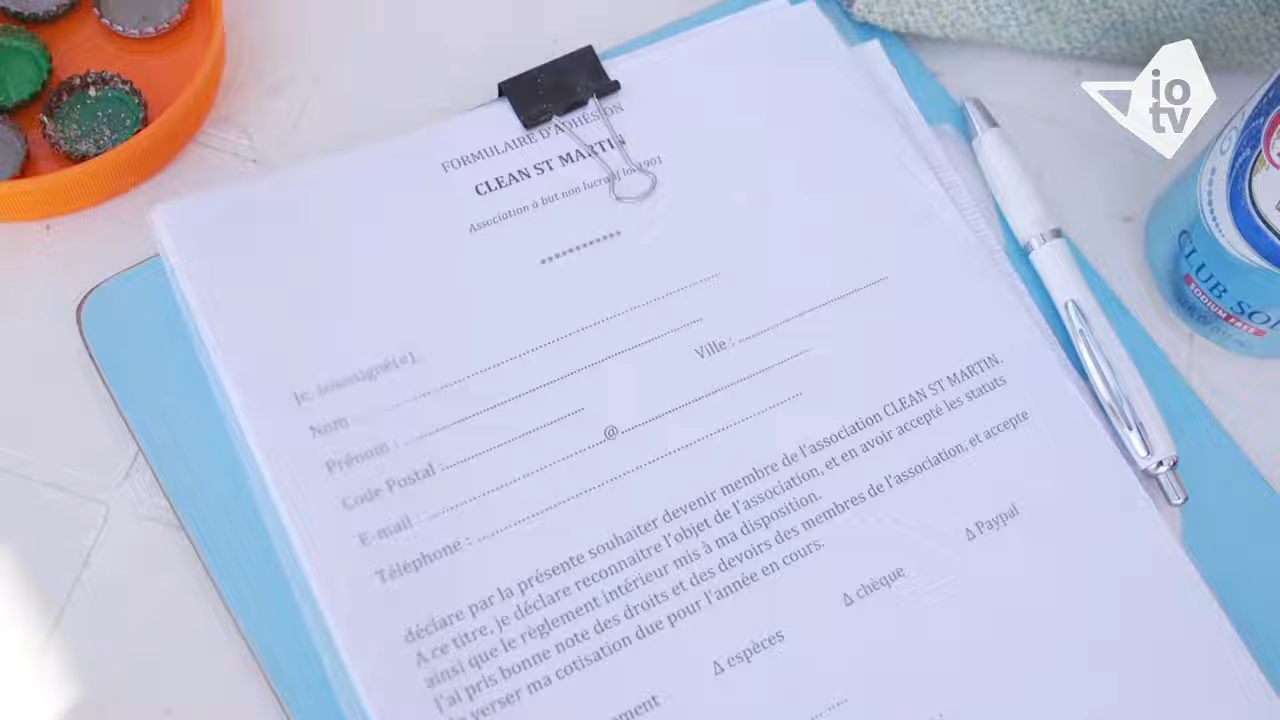 io
tv
FORMULAIRE D'ADHÉSION
CLEAN ST MARTIN
Association à but non lucratif loi 1901
************
Je, soussigné(e),
Nom
Prénom :
Code Postal : Ville :
E-mail : @
Téléphone :
déclare par la présente souhaiter devenir membre de l'association CLEAN ST MARTIN.
A ce titre, je déclare reconnaitre l'objet de l'association, et en avoir accepté les statuts
ainsi que le règlement intérieur mis à ma disposition.
J'ai pris bonne note des droits et des devoirs des membres de l'association, et accepte
de verser ma cotisation due pour l'année en cours.
Δ espèces Δ chèque Δ Paypal
CLUB SO
SODIUM FREE